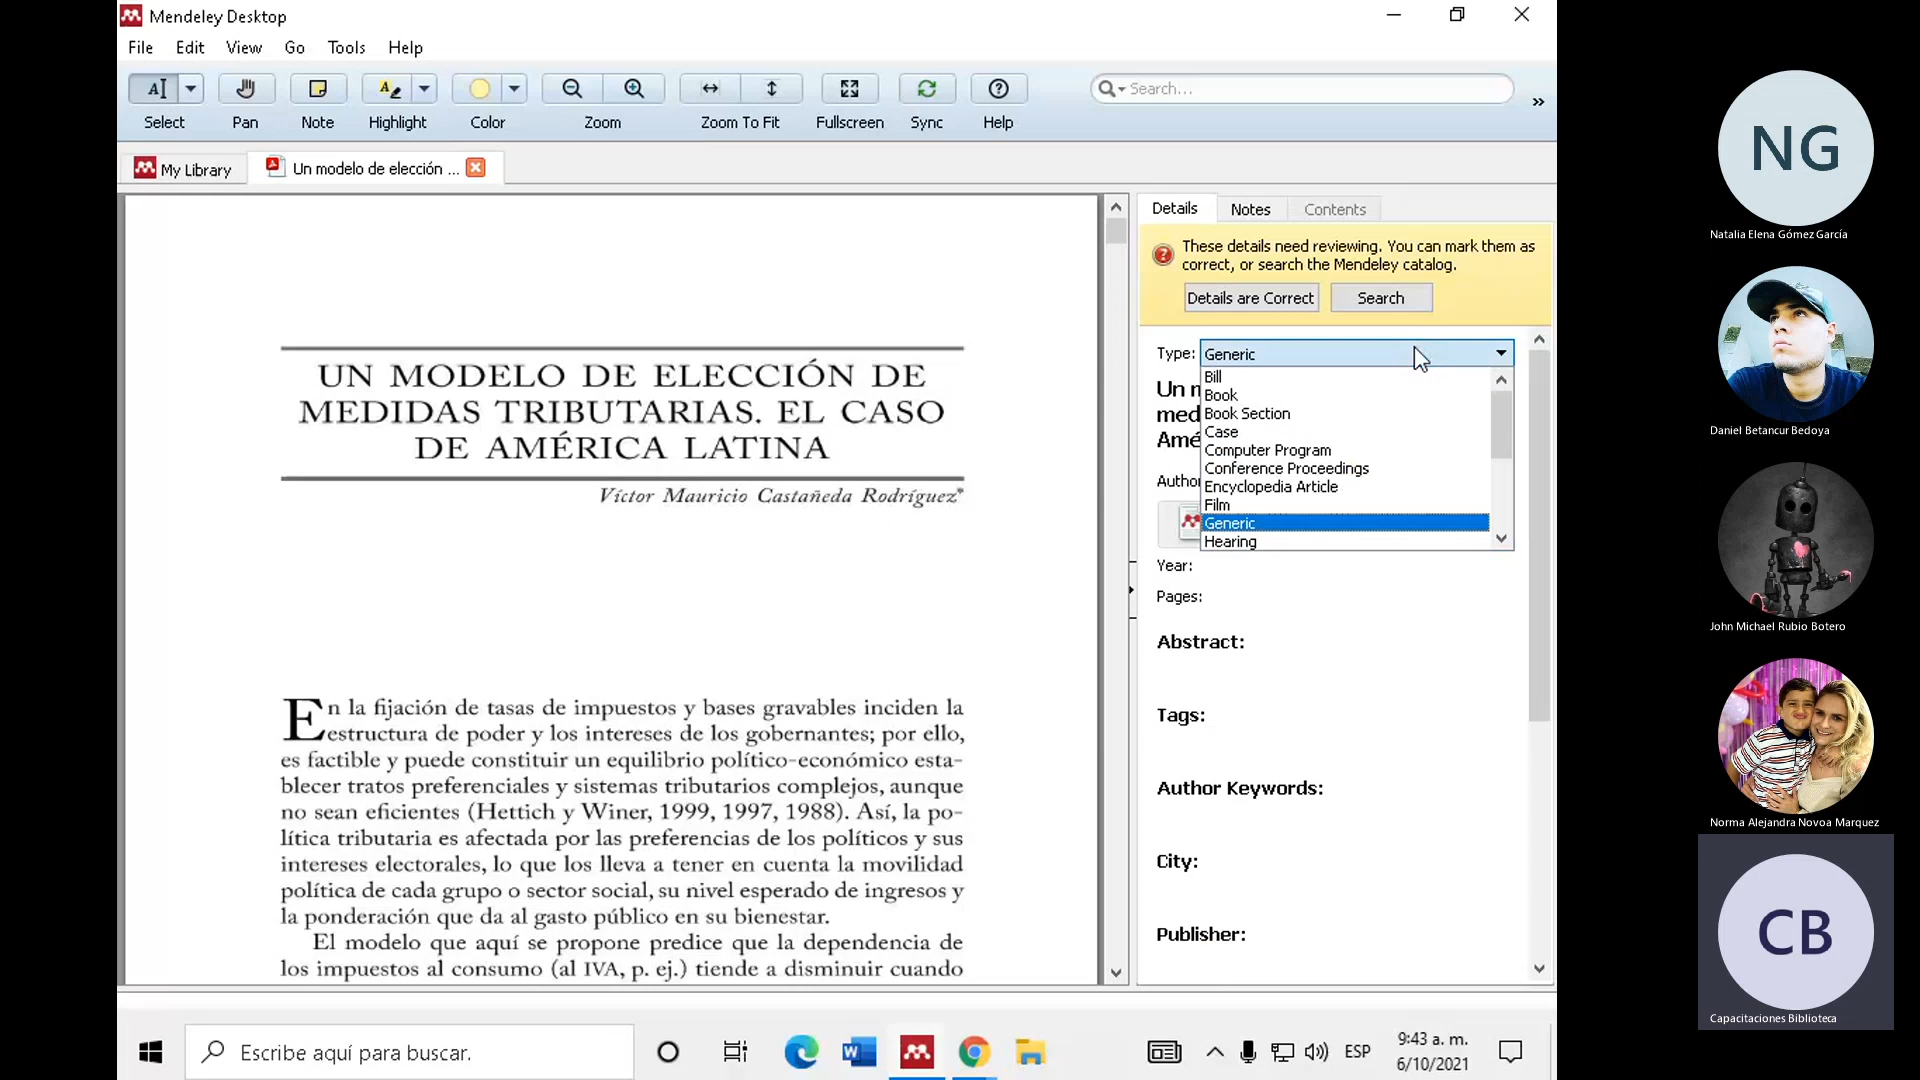 Mendeley Desktop
File Edit View Go Tools Help
Select Pan Note Highlight Color Zoom Zoom To Fit Fullscreen Sync Help
Search...
»
My Library
Un modelo de elección ...
UN MODELO DE ELECCIÓN DE
MEDIDAS TRIBUTARIAS. EL CASO
DE AMÉRICA LATINA
Víctor Mauricio Castañeda Rodríguez*
En la fijación de tasas de impuestos y bases gravables inciden la
estructura de poder y los intereses de los gobernantes; por ello,
es factible y puede constituir un equilibrio político-económico esta-
blecer tratos preferenciales y sistemas tributarios complejos, aunque
no sean eficientes (Hettich y Winer, 1999, 1997, 1988). Así, la po-
lítica tributaria es afectada por las preferencias de los políticos y sus
intereses electorales, lo que los lleva a tener en cuenta la movilidad
política de cada grupo o sector social, su nivel esperado de ingresos y
la ponderación que da al gasto público en su bienestar.
El modelo que aquí se propone predice que la dependencia de
los impuestos al consumo (al IVA, p. ej.) tiende a disminuir cuando
Details Notes Contents
These details need reviewing. You can mark them as
correct, or search the Mendeley catalog.
Details are Correct Search
Type: Generic
Bill
Book
Book Section
Case
Computer Program
Conference Proceedings
Encyclopedia Article
Film
Generic
Hearing
Un m
med
Amé
Autho
Year:
Pages:
Abstract:
Tags:
Author Keywords:
City:
Publisher:
Escribe aquí para buscar.
ESP
9:43 a. m.
6/10/2021
NG
Natalia Elena Gómez García
Daniel Betancur Bedoya
John Michael Rubio Botero
Norma Alejandra Novoa Marquez
CB
Capacitaciones Biblioteca